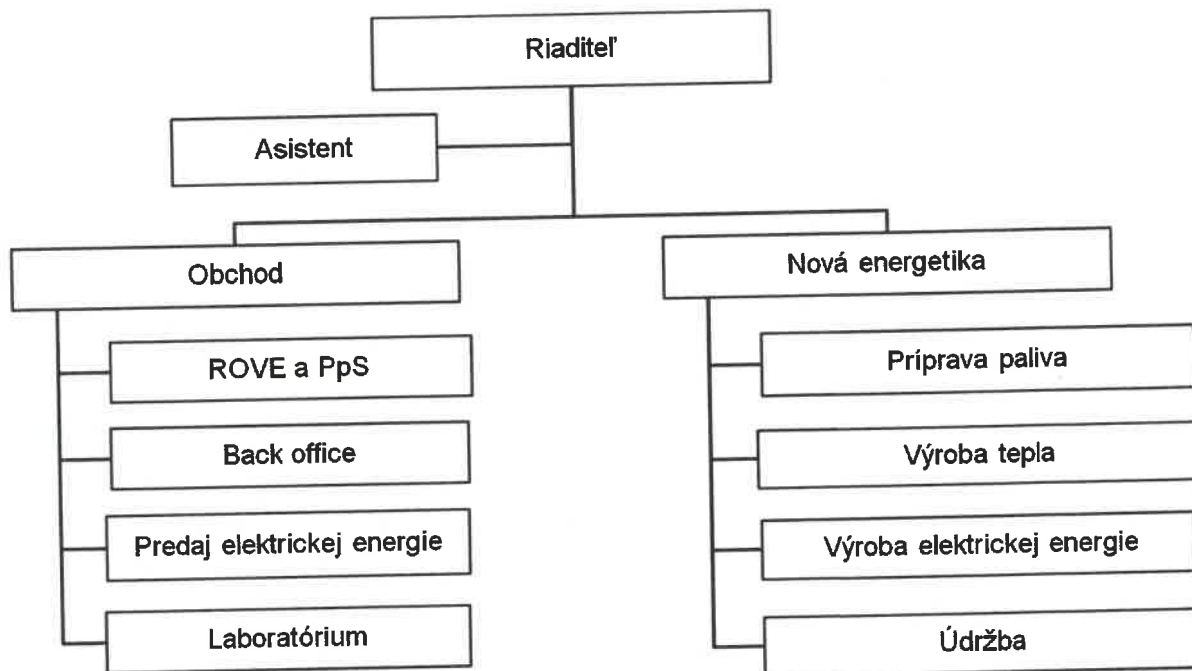 Riaditeľ
Asistent
Obchod
Nová energetika
ROVE a PpS
Príprava paliva
Back office
Výroba tepla
Predaj elektrickej energie
Výroba elektrickej energie
Laboratórium
Údržba